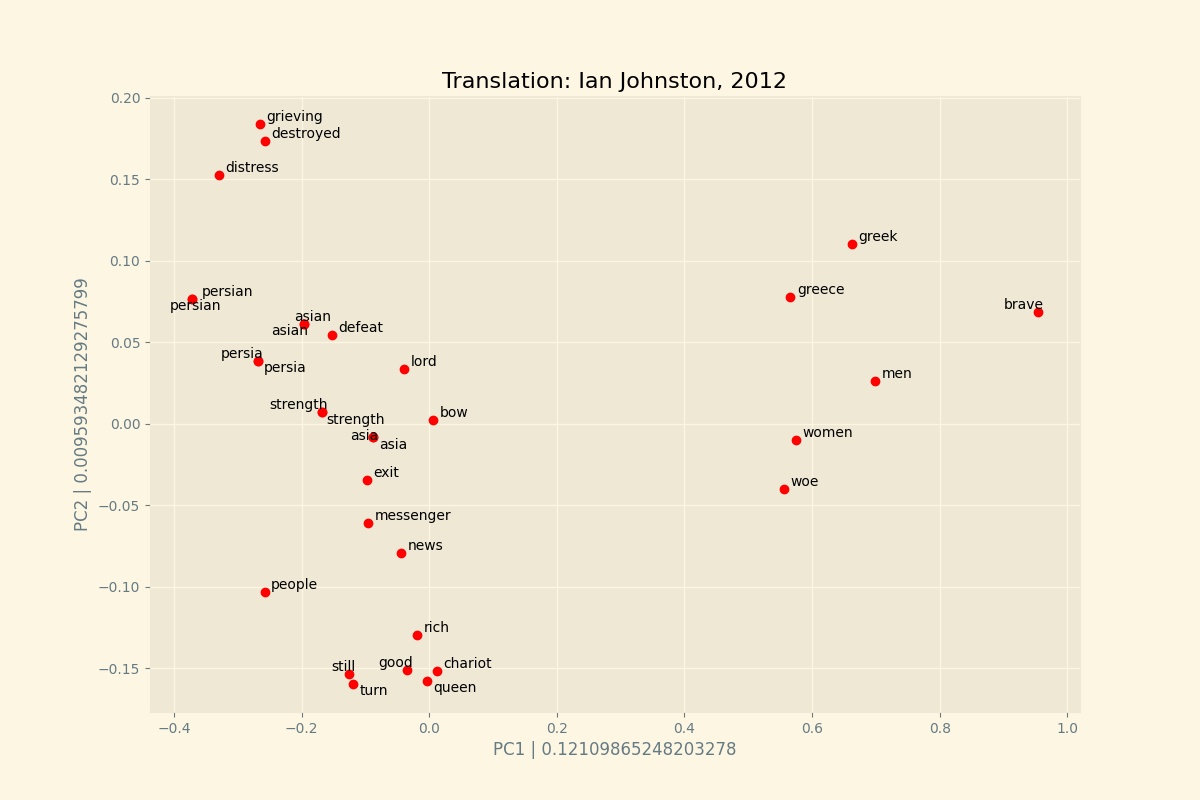 Translation: Ian Johnston, 2012
0.20
grieving
destroyed
distress
0.15
greek
0.10
persian
persian
greece
brave
asian
asian
defeat
0.05
persia
persia
lord
men
strength
strength
bow
0.00
asia
asia
women
exit
woe
−0.05
messenger
news
people
−0.10
rich
still
good
chariot
−0.15
turn
queen
−0.4
−0.2
0.0
0.2
0.4
0.6
0.8
1.0
PC1 | 0.12109865248203278
PC2 | 0.009593482129275799